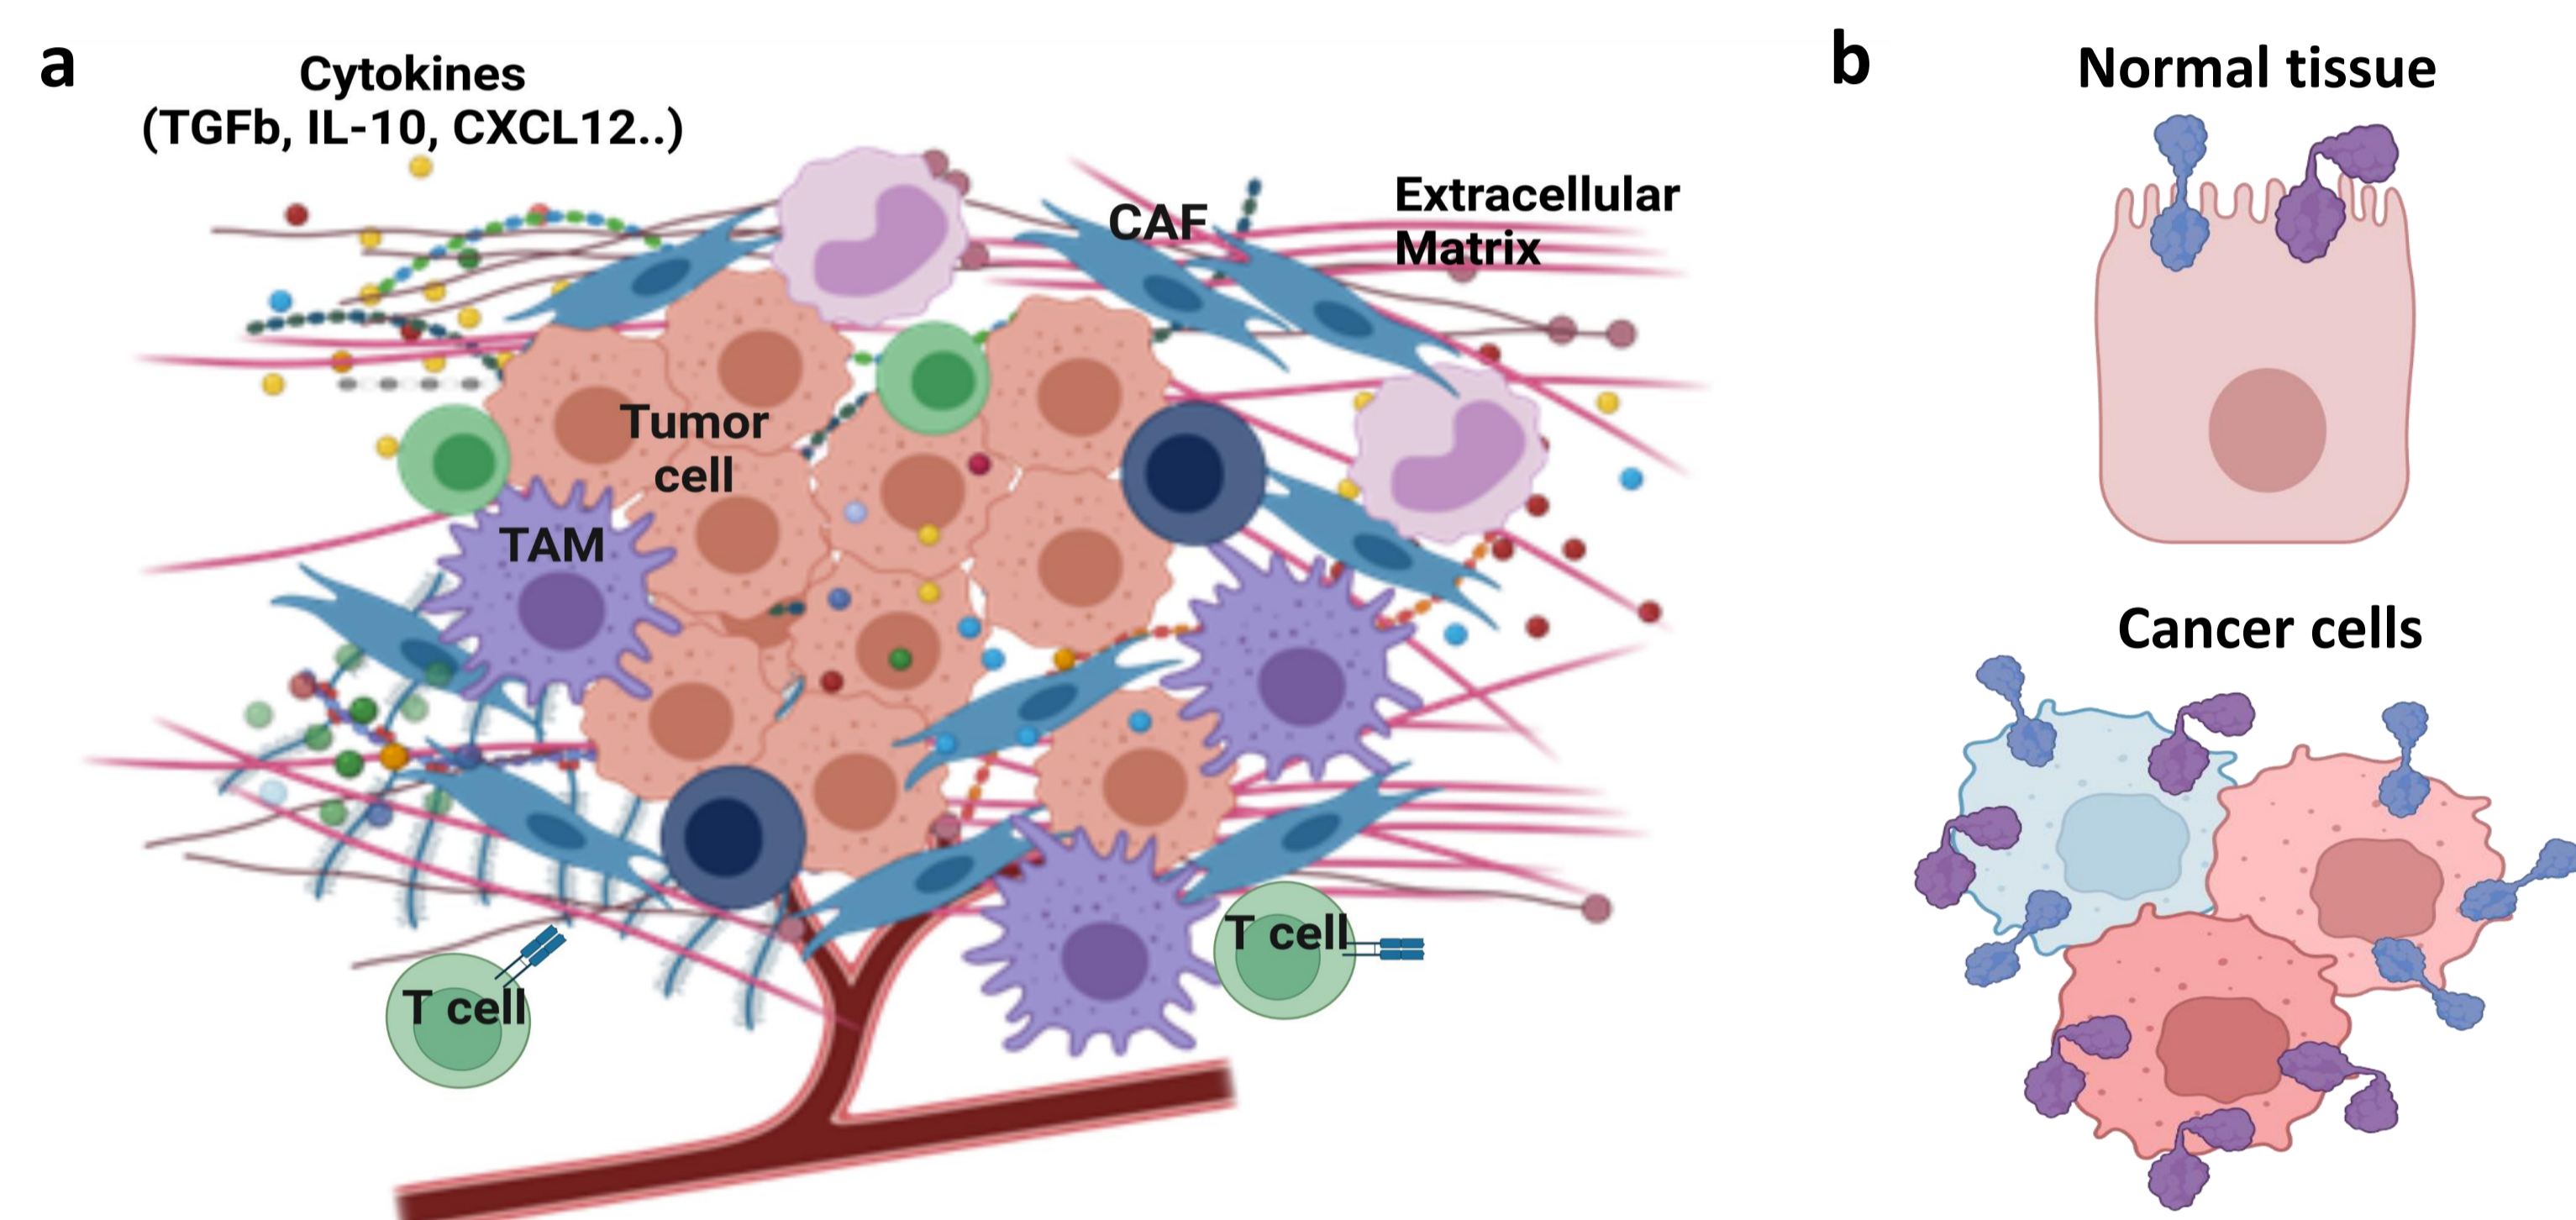 a
Cytokines
(TGFb, IL-10, CXCL12..)
CAF
Extracellular
Matrix
Tumor
cell
TAM
T cell
T cell
b
Normal tissue
Cancer cells